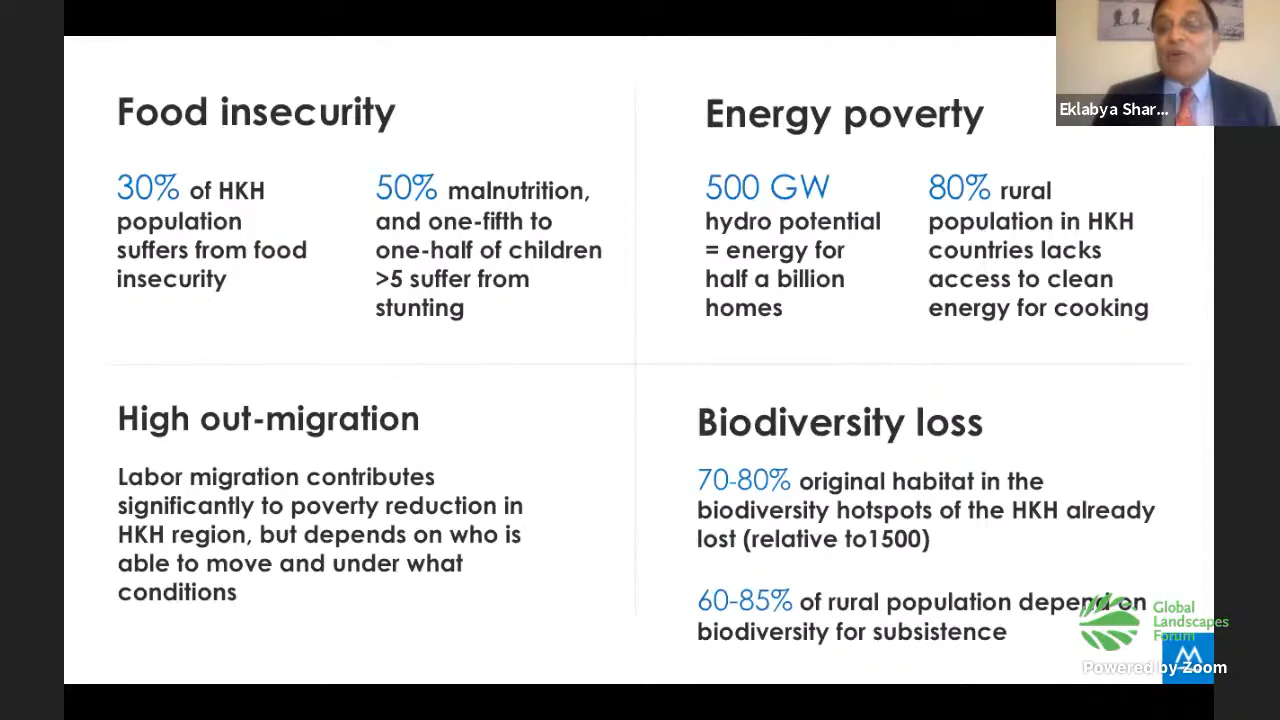 Food insecurity
30% of HKH
population
suffers from food
insecurity
50% malnutrition,
and one-fifth to
one-half of children
>5 suffer from
stunting
Energy poverty
500 GW
hydro potential
= energy for
half a billion
homes
80% rural
population in HKH
countries lacks
access to clean
energy for cooking
Eklabya Shar...
High out-migration
Labor migration contributes
significantly to poverty reduction in
HKH region, but depends on who is
able to move and under what
conditions
Biodiversity loss
70-80% original habitat in the
biodiversity hotspots of the HKH already
lost (relative to1500)
60-85% of rural population depend on
biodiversity for subsistence
Global
Landscapes
Forum
Powered by Zoom